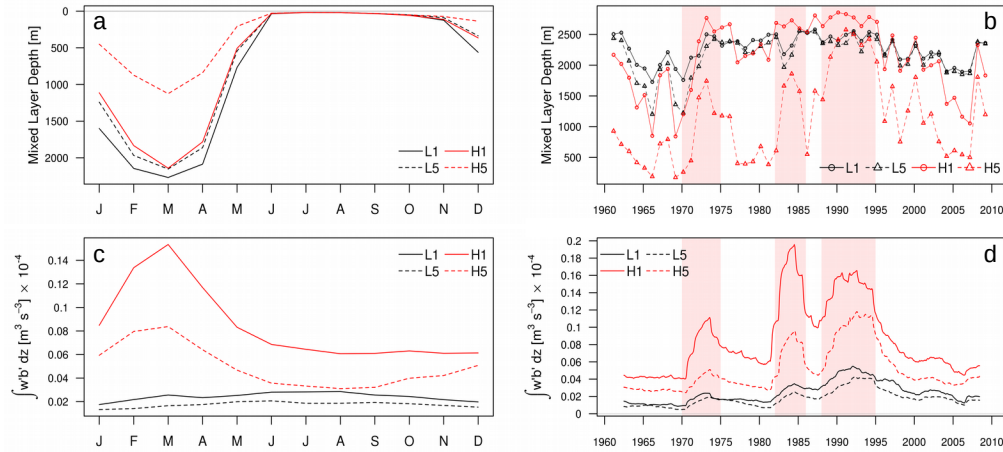 a
Mixed Layer Depth [m]
0
500
1000
1500
2000
L1
L5
H1
H5
J F M A M J J A S O N D
b
Mixed Layer Depth [m]
2500
2000
1500
1000
500
L1 L5 H1 H5
1960 1965 1970 1975 1980 1985 1990 1995 2000 2005 2010
c
∫ w'b' dz [m³ s⁻³] × 10⁻⁴
0.14
0.12
0.1
0.08
0.06
0.04
0.02
L1
L5
H1
H5
J F M A M J J A S O N D
d
∫ w'b' dz [m³ s⁻³] × 10⁻⁴
0.2
0.16
0.12
0.1
0.08
0.06
0.04
0.02
0
L1 L5
H1 H5
1960 1965 1970 1975 1980 1985 1990 1995 2000 2005 2010